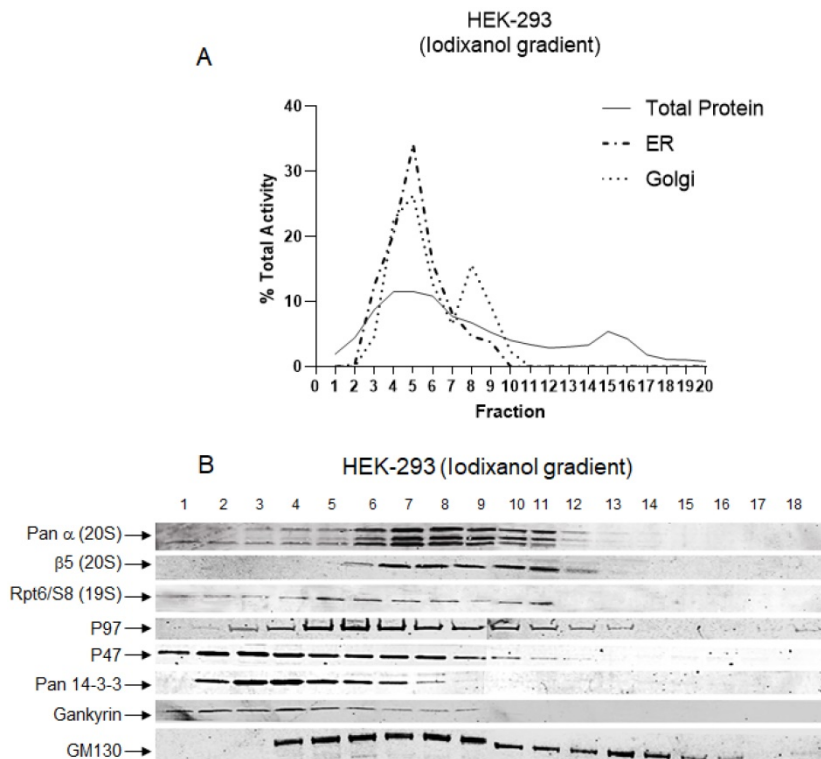 HEK-293
(Iodixanol gradient)
A
40
30
20
10
0
% Total Activity
Total Protein
ER
Golgi
0 1 2 3 4 5 6 7 8 9 10 11 12 13 14 15 16 17 18 19 20
Fraction
B
HEK-293 (Iodixanol gradient)
1 2 3 4 5 6 7 8 9 10 11 12 13 14 15 16 17 18
Pan α (20S)
β5 (20S)
Rpt6/S8 (19S)
P97
P47
Pan 14-3-3
Gankyrin
GM130